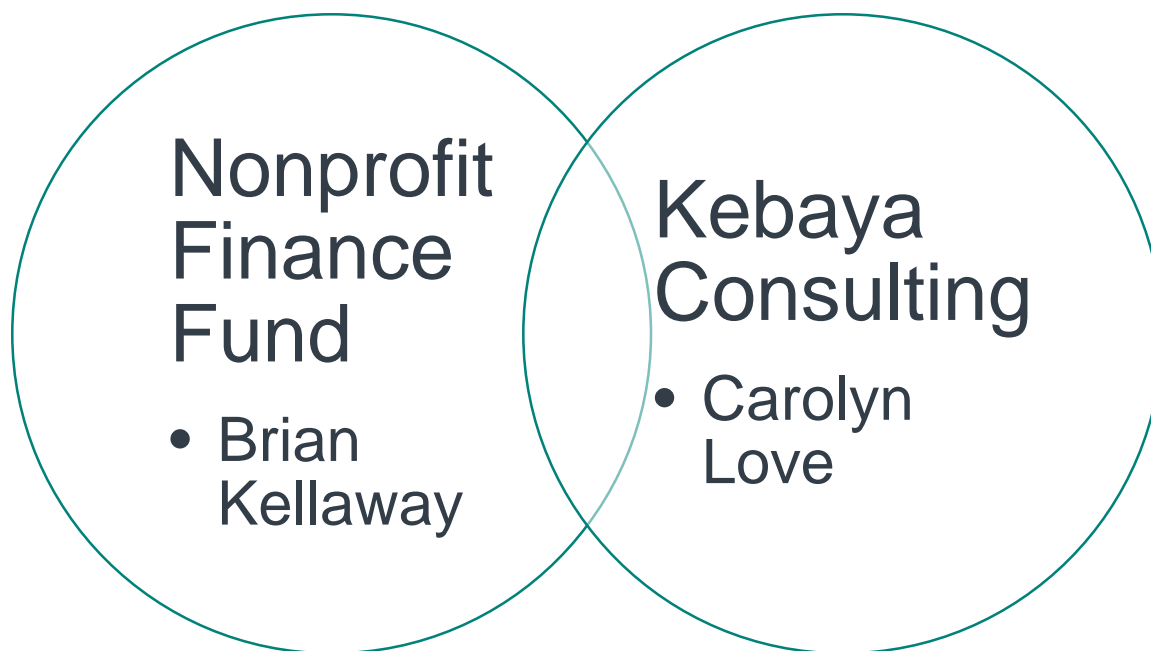 Nonprofit
Finance
Fund
• Brian
Kellaway
Kebaya
Consulting
• Carolyn
Love